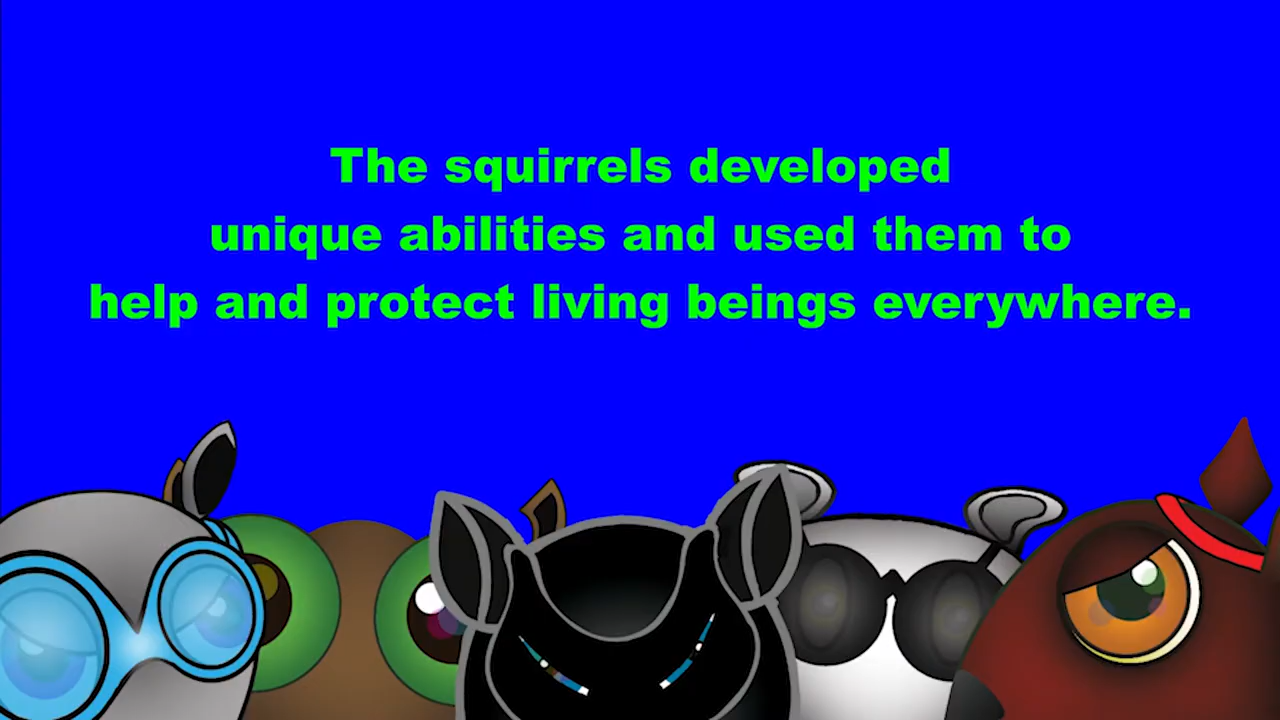 The squirrels developed
unique abilities and used them to
help and protect living beings everywhere.